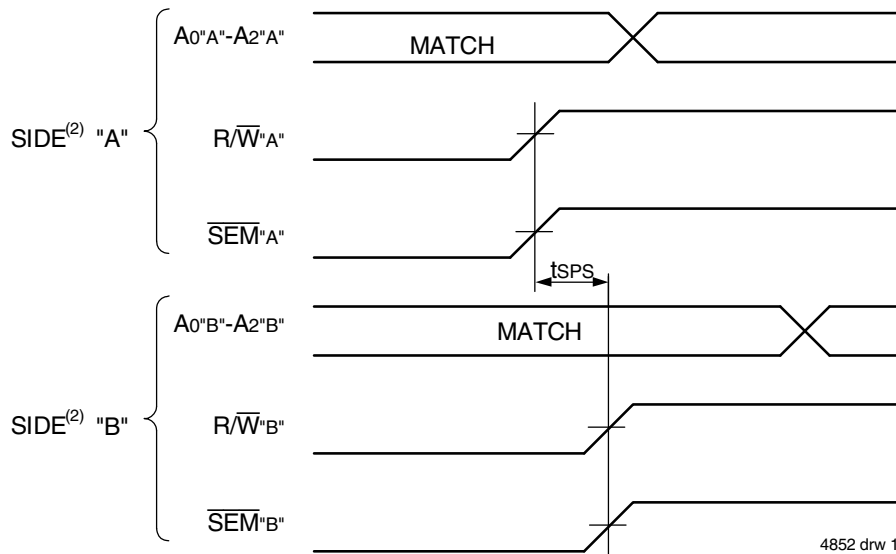 A0"A"-A2"A"
MATCH
SIDE(2) "A"
R/W"A"
SEM"A"
tSPS
A0"B"-A2"B"
MATCH
SIDE(2) "B"
R/W"B"
SEM"B"
4852 drw 1